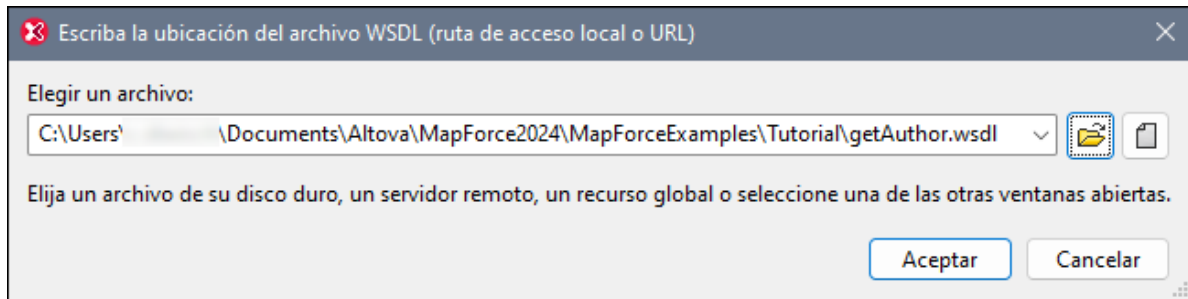 Escriba la ubicación del archivo WSDL (ruta de acceso local o URL)
Elegir un archivo:
C:\Users\ \Documents\Altova\MapForce2024\MapForceExamples\Tutorial\getAuthor.wsdl
Elija un archivo de su disco duro, un servidor remoto, un recurso global o seleccione una de las otras ventanas abiertas.
Aceptar Cancelar